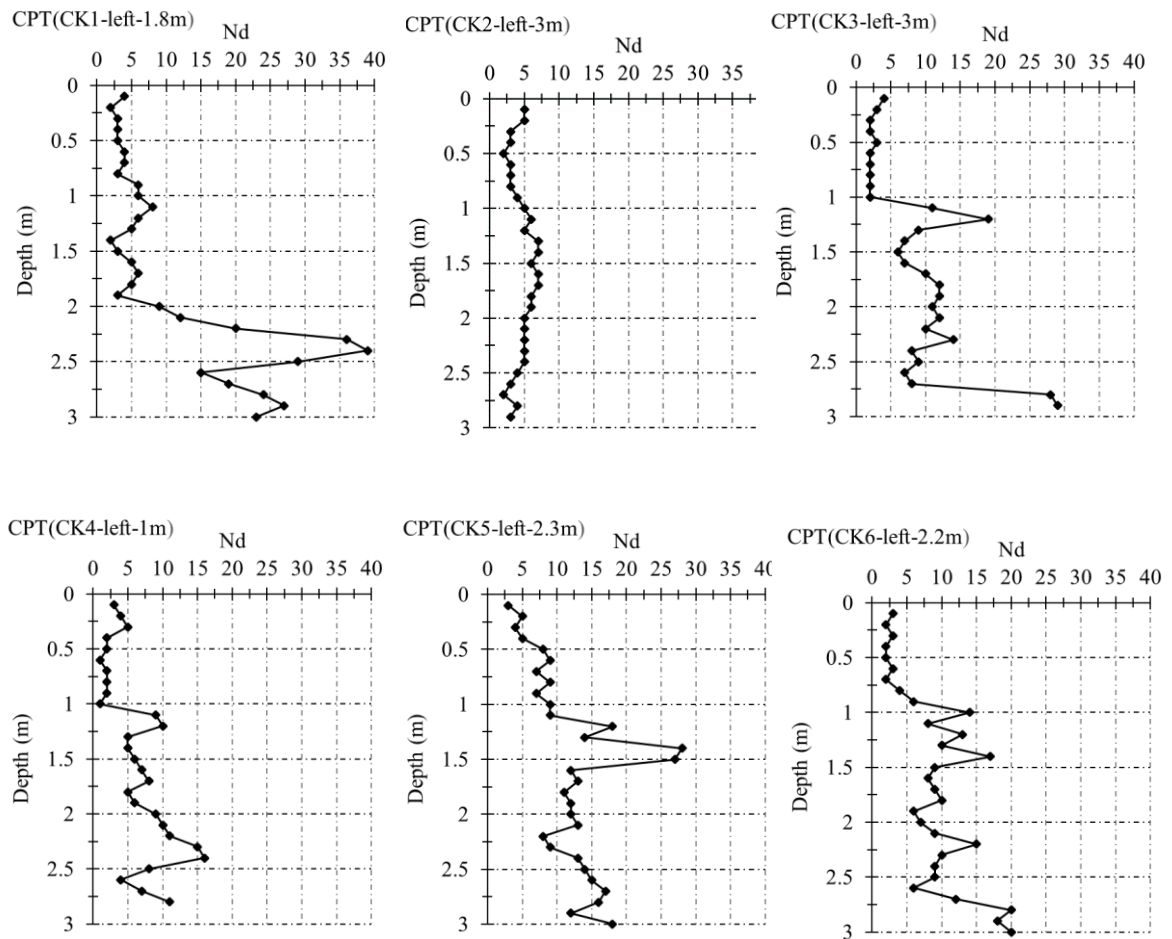 CPT(CK1-left-1.8m)
Nd
0 5 10 15 20 25 30 35 40
0
0.5
1
1.5
2
2.5
3
Depth (m)
CPT(CK2-left-3m)
Nd
0 5 10 15 20 25 30 35
0
0.5
1
1.5
2
2.5
3
Depth (m)
CPT(CK3-left-3m)
Nd
0 5 10 15 20 25 30 35 40
0
0.5
1
1.5
2
2.5
3
Depth (m)
CPT(CK4-left-1m)
Nd
0 5 10 15 20 25 30 35 40
0
0.5
1
1.5
2
2.5
3
Depth (m)
CPT(CK5-left-2.3m)
Nd
0 5 10 15 20 25 30 35 40
0
0.5
1
1.5
2
2.5
3
Depth (m)
CPT(CK6-left-2.2m)
Nd
0 5 10 15 20 25 30 35 40
0
0.5
1
1.5
2
2.5
3
Depth (m)